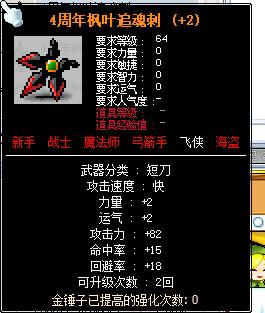 4周年枫叶追魂刺 (+2)
要求等级： 64
要求力量： 0
要求敏捷： 0
要求智力： 0
要求运气： 0
要求人气度： -
道具等级： -
道具经验值： -
新手 战士 魔法师 弓箭手 飞侠 海盗
武器分类 : 短刀
攻击速度 : 快
力量 : +2
运气 : +2
攻击力 : +82
命中率 : +15
回避率 : +18
可升级次数 : 2回
金锤子已提高的强化次数: 0